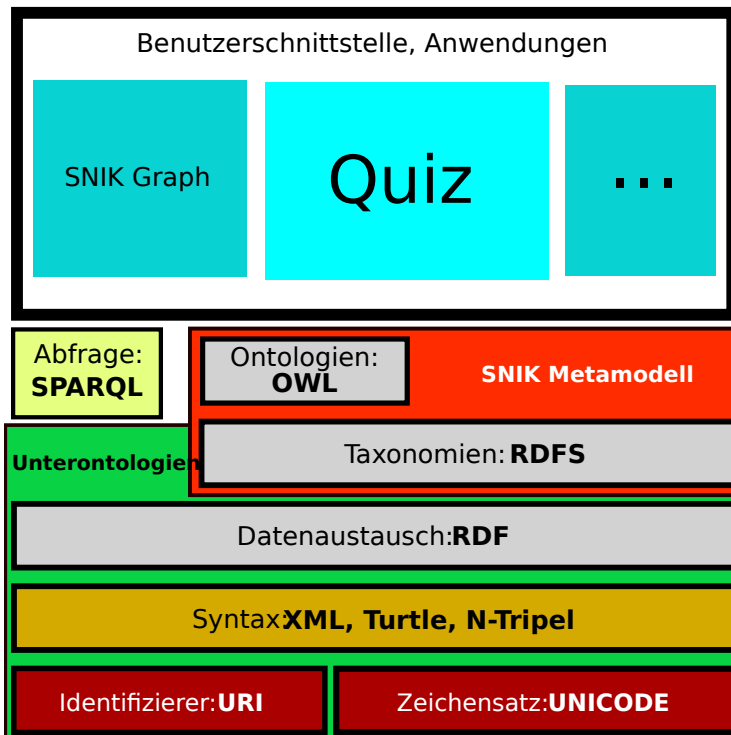 Benutzerschnittstelle, Anwendungen
SNIK Graph
Quiz
...
Abfrage:
SPARQL
Ontologien:
OWL
SNIK Metamodell
Unterontologien
Taxonomien: RDFS
Datenaustausch:RDF
Syntax:XML, Turtle, N-Tripel
Identifizierer:URI
Zeichensatz:UNICODE